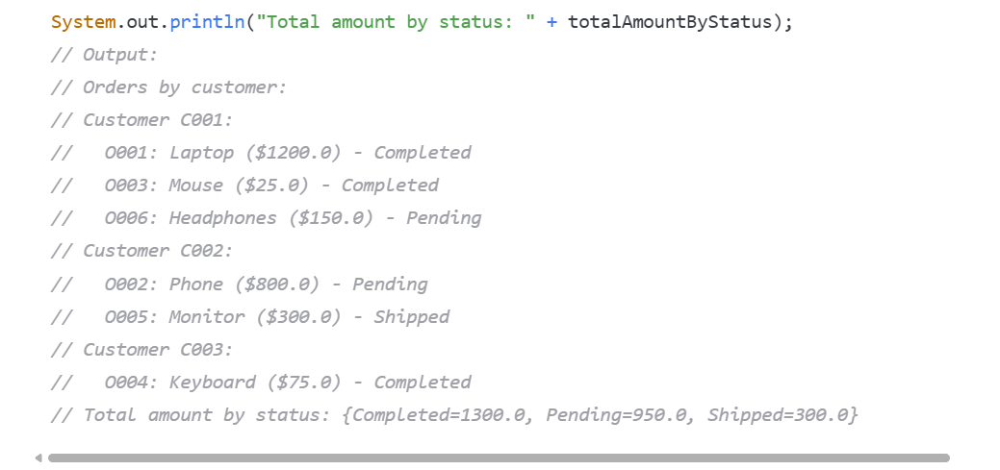 System.out.println("Total amount by status: " + totalAmountByStatus);
// Output:
// Orders by customer:
// Customer C001:
//   O001: Laptop ($1200.0) - Completed
//   O003: Mouse ($25.0) - Completed
//   O006: Headphones ($150.0) - Pending
// Customer C002:
//   O002: Phone ($800.0) - Pending
//   O005: Monitor ($300.0) - Shipped
// Customer C003:
//   O004: Keyboard ($75.0) - Completed
// Total amount by status: {Completed=1300.0, Pending=950.0, Shipped=300.0}